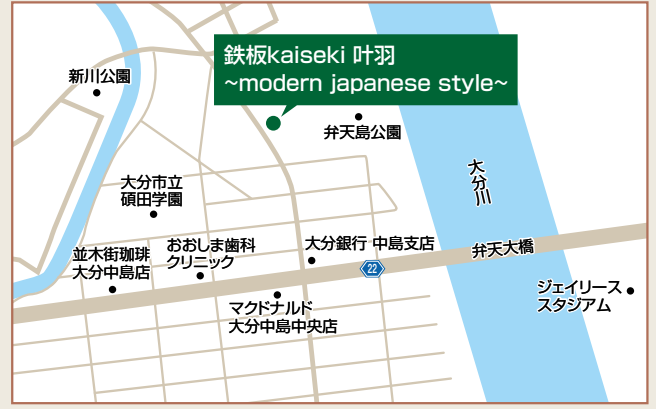 鉄板kaiseki 叶羽
~modern japanese style~
新川公園
弁天島公園
大分市立
碩田学園
大分川
並木街珈琲
大分中島店
おおしま歯科
クリニック
大分銀行 中島支店
弁天大橋
22
ジェイリース
スタジアム
マクドナルド
大分中島中央店